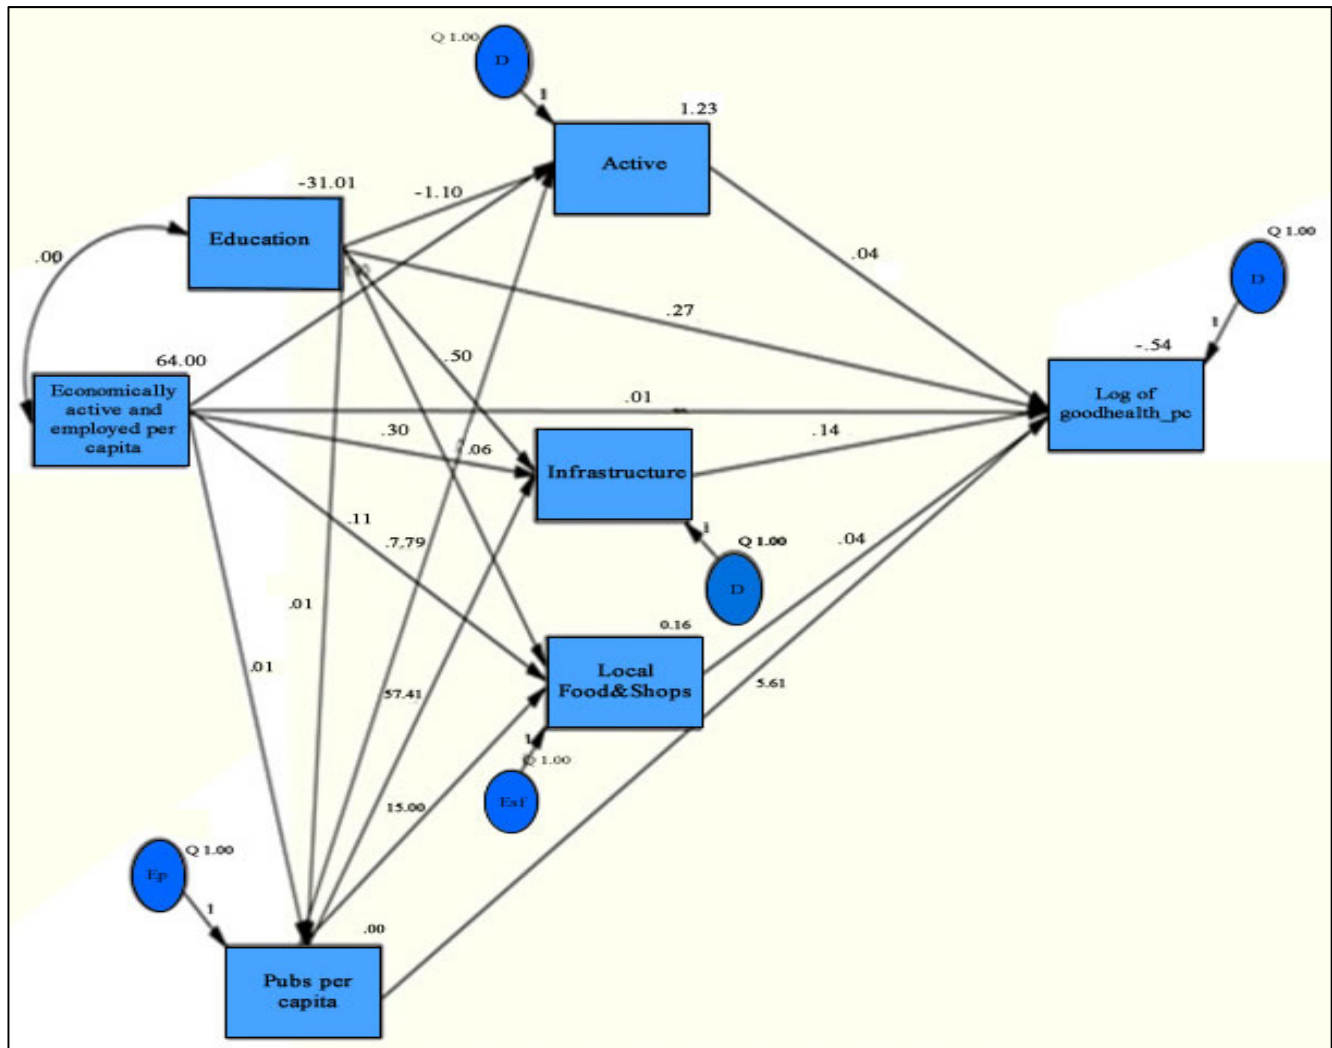 Q 1.00
D
1
1.23
Active
-31.01
Education
-1.10
.00
.04
Q 1.00
D
1
.27
-.54
Log of
goodhealth_pc
64.00
Economically
active and
employed per
capita
.50
.01
.30
.06
Infrastructure
.14
1
Q 1.00
D
.11
.7.79
.04
.01
.01
0.16
Local
Food&Shops
57.41
5.61
1
Q 1.00
Esf
15.00
Q 1.00
Ep
1
.00
Pubs per
capita